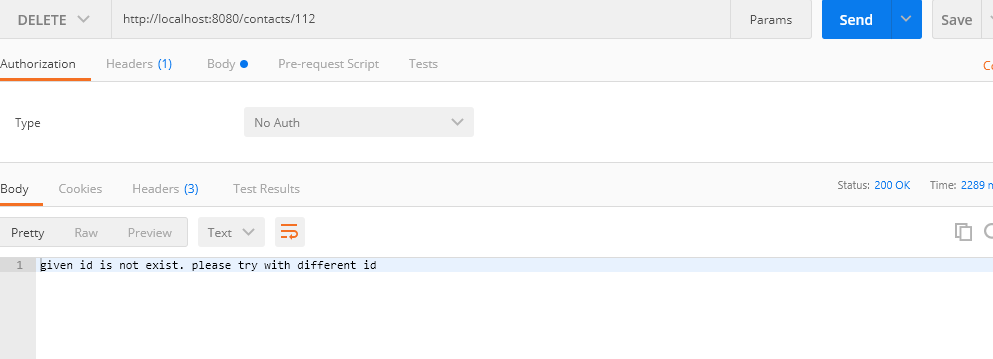 DELETE http://localhost:8080/contacts/112 Params Send Save
Authorization Headers (1) Body Pre-request Script Tests
Type No Auth
Body Cookies Headers (3) Test Results Status: 200 OK Time: 2289
Pretty Raw Preview Text
1 given id is not exist. please try with different id